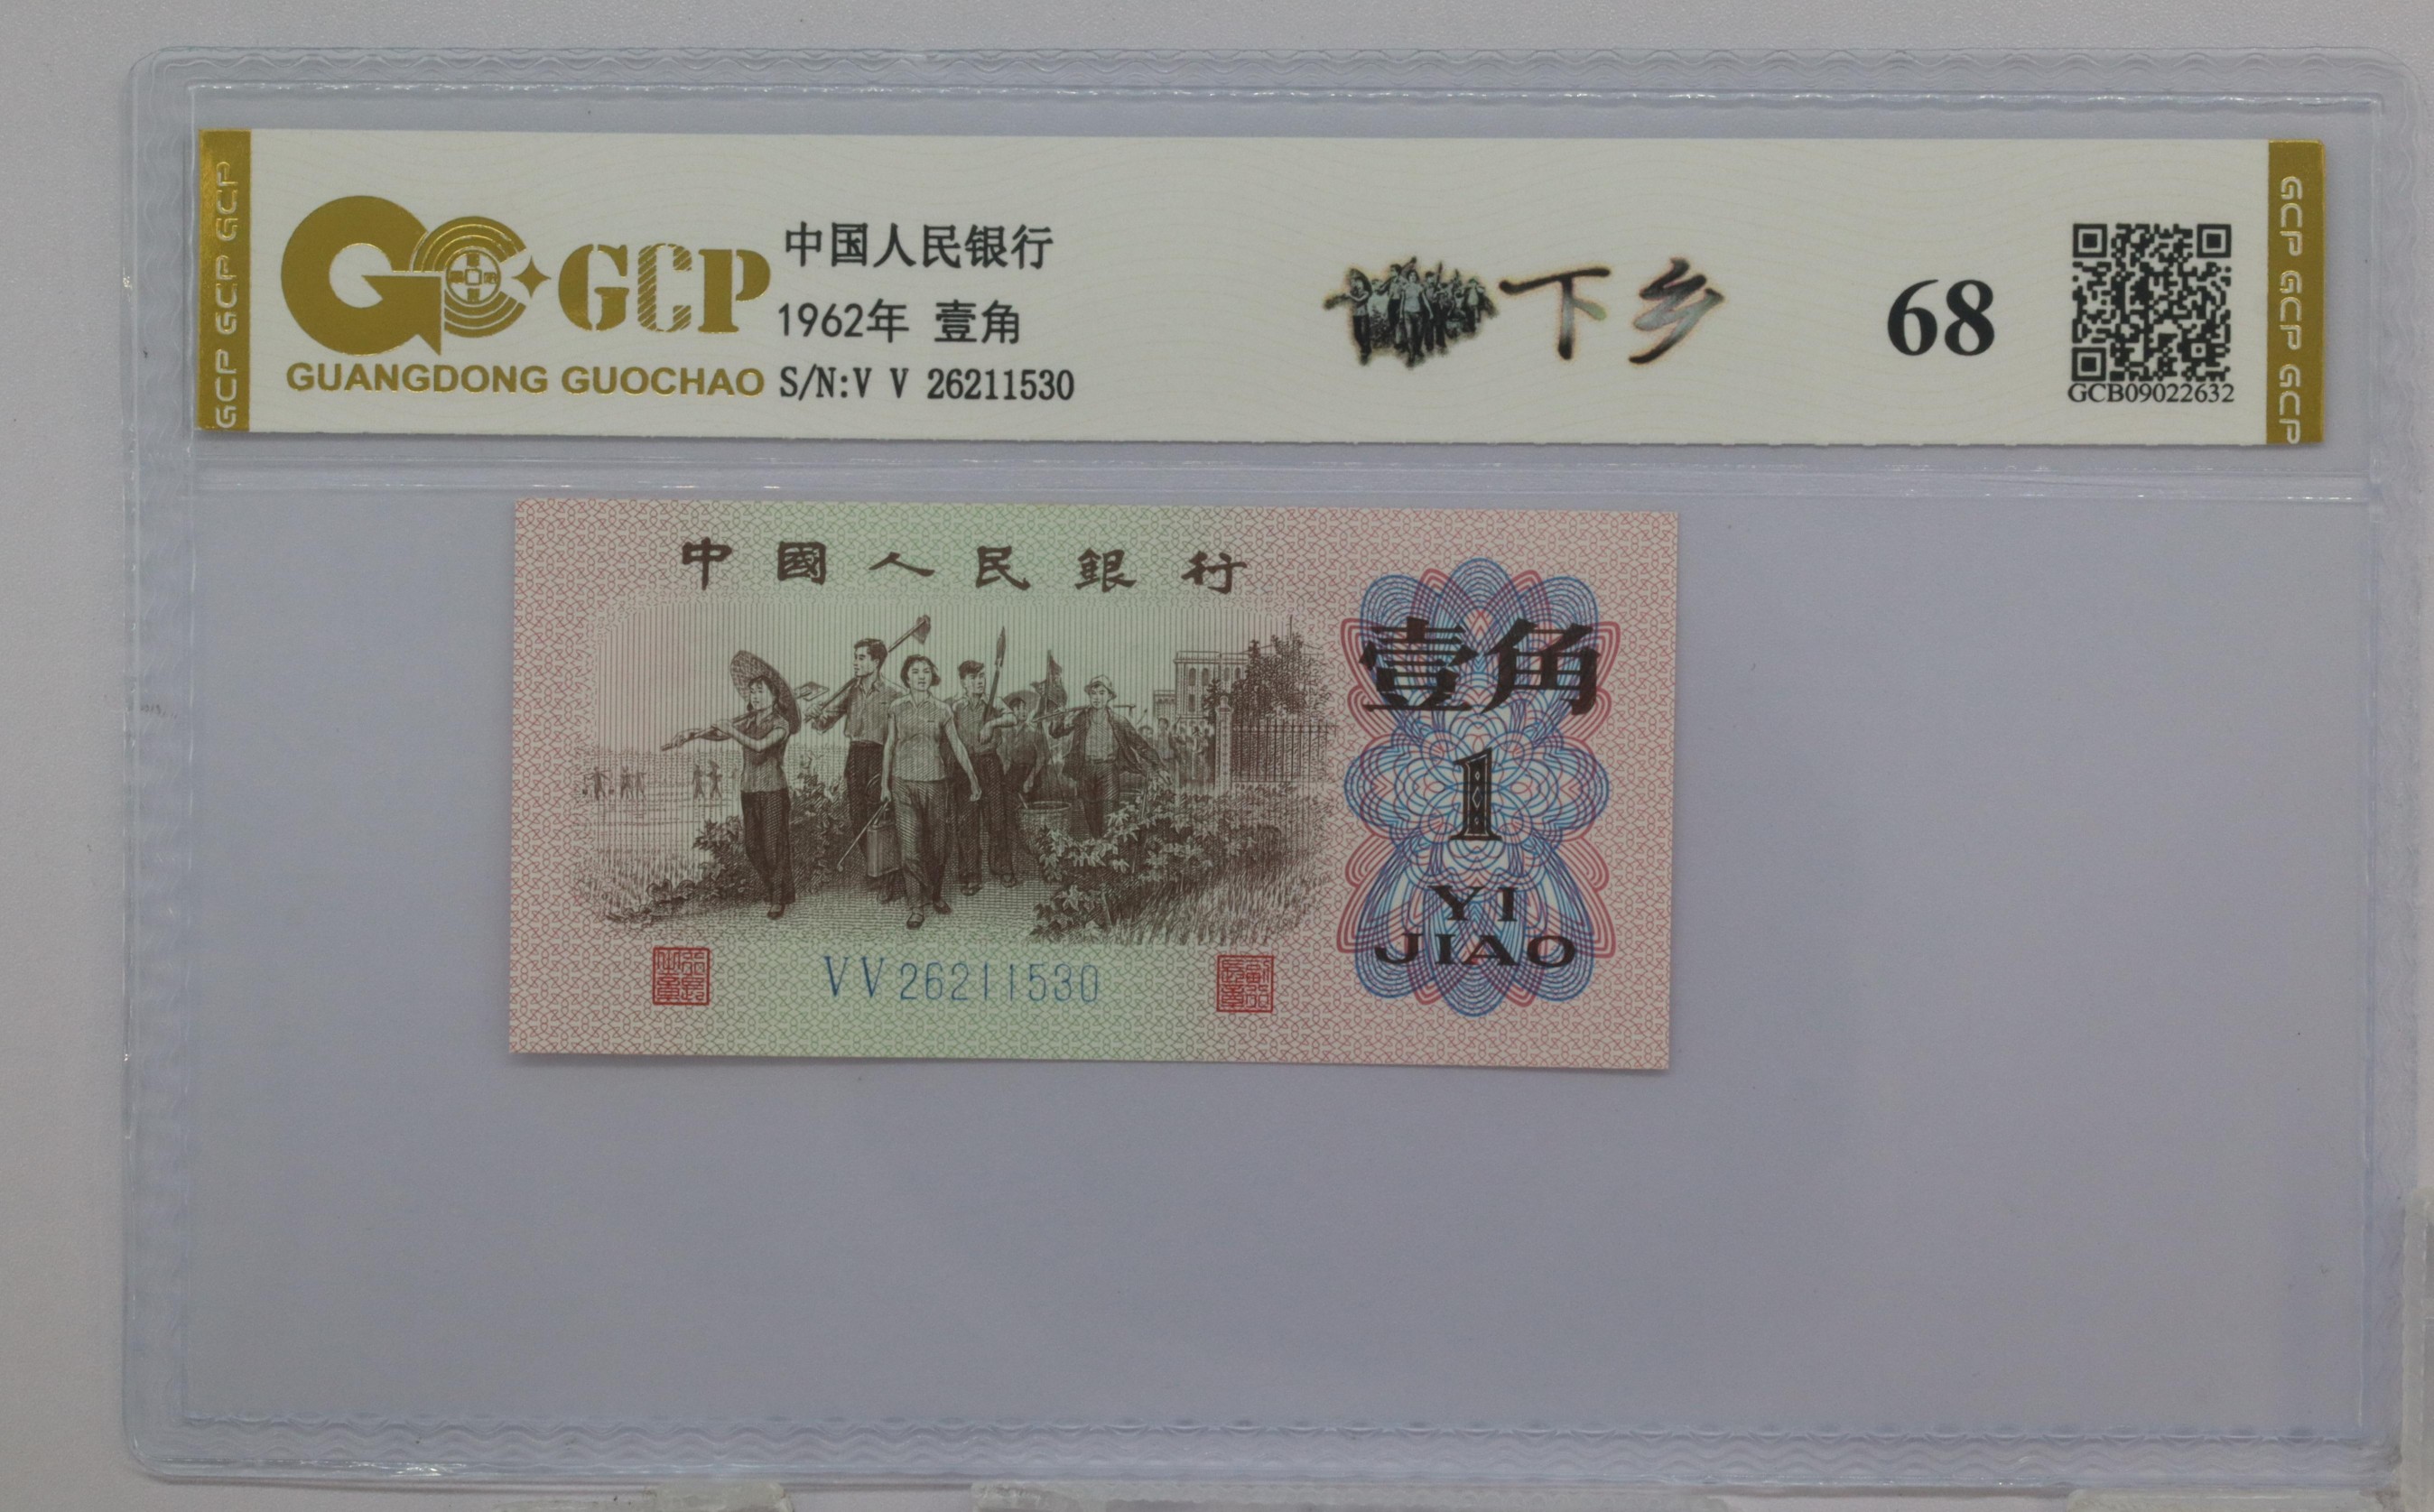 GCP GCP GCP
GCP
GUANGDONG GUOCHAO
中国人民银行
1962年 壹角
S/N:V V 26211530
下乡
68
GCB09022632
GCP GCP GCP
中國人民銀行
壹角
1
YI
JIAO
VV26211530